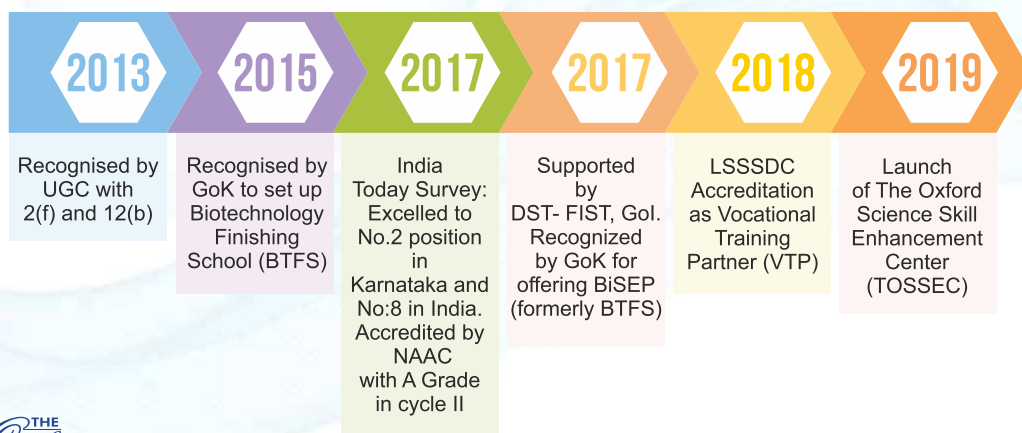 2013
2015
2017
2017
2018
2019
Recognised by
UGC with
2(f) and 12(b)
Recognised by
GoK to set up
Biotechnology
Finishing
School (BTFS)
India
Today Survey:
Excelled to
No.2 position
in
Karnataka and
No:8 in India.
Accredited by
NAAC
with A Grade
in cycle II
Supported
by
DST- FIST, GoI.
Recognized
by GoK for
offering BiSEP
(formerly BTFS)
LSSSDC
Accreditation
as Vocational
Training
Partner (VTP)
Launch
of The Oxford
Science Skill
Enhancement
Center
(TOSSEC)
THE